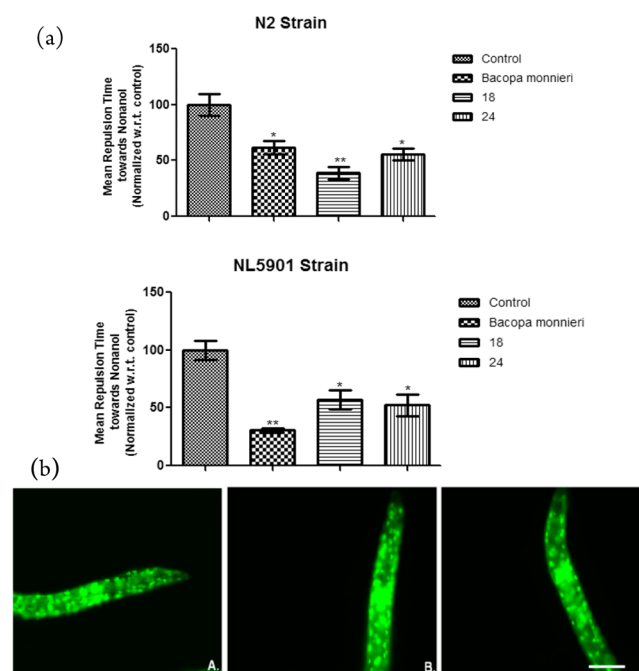 (a)
N2 Strain
Mean Repulsion Time
towards Nonanol
(Normalized w.r.t. control)
150
100
50
0
*
**
*
Control
Bacopa monnieri
18
24
NL5901 Strain
Mean Repulsion Time
towards Nonanol
(Normalized w.r.t. control)
150
100
50
0
**
*
*
Control
Bacopa monnieri
18
24
(b)
A.
B